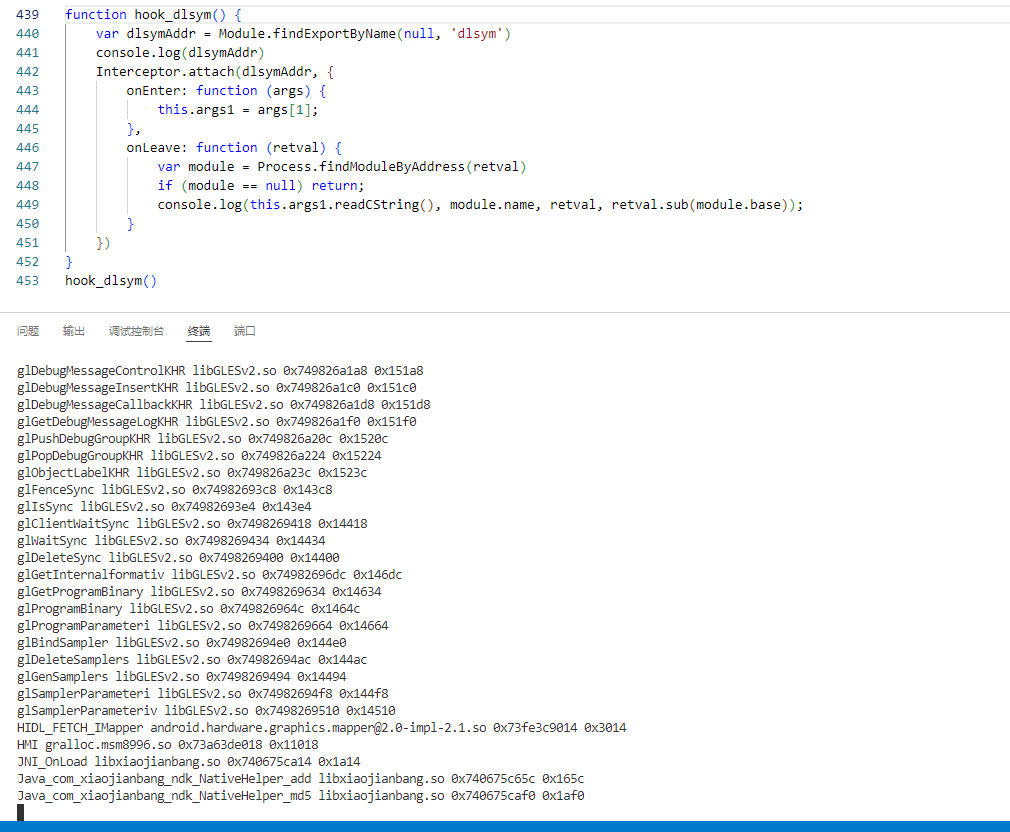 439 function hook_dlsym() {
440 var dlsymAddr = Module.findExportByName(null, 'dlsym')
441 console.log(dlsymAddr)
442 Interceptor.attach(dlsymAddr, {
443 onEnter: function (args) {
444 this.args1 = args[1];
445 },
446 onLeave: function (retval) {
447 var module = Process.findModuleByAddress(retval)
448 if (module == null) return;
449 console.log(this.args1.readCString(), module.name, retval, retval.sub(module.base));
450 }
451 })
452 }
453 hook_dlsym()
问题 输出 调试控制台 终端 端口
glDebugMessageControlKHR libGLESv2.so 0x749826a1a8 0x151a8
glDebugMessageInsertKHR libGLESv2.so 0x749826a1c0 0x151c0
glDebugMessageCallbackKHR libGLESv2.so 0x749826a1d8 0x151d8
glGetDebugMessageLogKHR libGLESv2.so 0x749826a1f0 0x151f0
glPushDebugGroupKHR libGLESv2.so 0x749826a20c 0x1520c
glPopDebugGroupKHR libGLESv2.so 0x749826a224 0x15224
glObjectLabelKHR libGLESv2.so 0x749826a23c 0x1523c
glFenceSync libGLESv2.so 0x74982693c8 0x143c8
glIsSync libGLESv2.so 0x74982693e4 0x143e4
glClientWaitSync libGLESv2.so 0x7498269418 0x14418
glWaitSync libGLESv2.so 0x7498269434 0x14434
glDeleteSync libGLESv2.so 0x7498269400 0x14400
glGetInternalformativ libGLESv2.so 0x74982696dc 0x146dc
glGetProgramBinary libGLESv2.so 0x7498269634 0x14634
glProgramBinary libGLESv2.so 0x749826964c 0x1464c
glProgramParameteri libGLESv2.so 0x7498269664 0x14664
glBindSampler libGLESv2.so 0x74982694e0 0x144e0
glDeleteSamplers libGLESv2.so 0x74982694ac 0x144ac
glGenSamplers libGLESv2.so 0x7498269494 0x14494
glSamplerParameteri libGLESv2.so 0x74982694f8 0x144f8
glSamplerParameteriv libGLESv2.so 0x7498269510 0x14510
HIDL_FETCH_IMapper android.hardware.graphics.mapper@2.0-impl-2.1.so 0x73fe3c9014 0x3014
HMI gralloc.msm8996.so 0x73a63de018 0x11018
JNI_OnLoad libxiaojianbang.so 0x740675ca14 0x1a14
Java_com_xiaojianbang_ndk_NativeHelper_add libxiaojianbang.so 0x740675c65c 0x165c
Java_com_xiaojianbang_ndk_NativeHelper_md5 libxiaojianbang.so 0x740675caf0 0x1af0